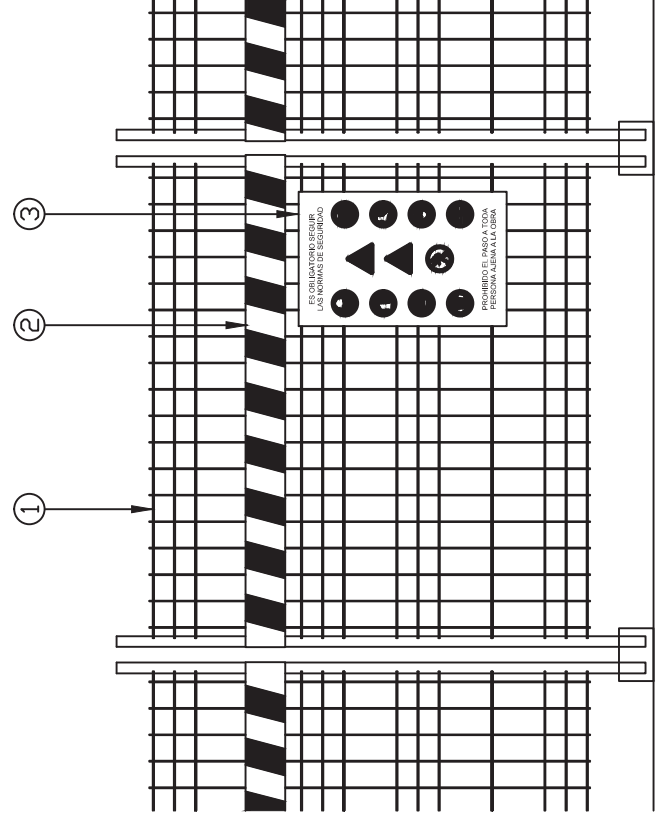 3
2
1
ES OBLIGATORIO SEGUIR
LAS NORMAS DE SEGURIDAD
PROHIBIDO EL PASO A TODA
PERSONA AJENA A LA OBRA